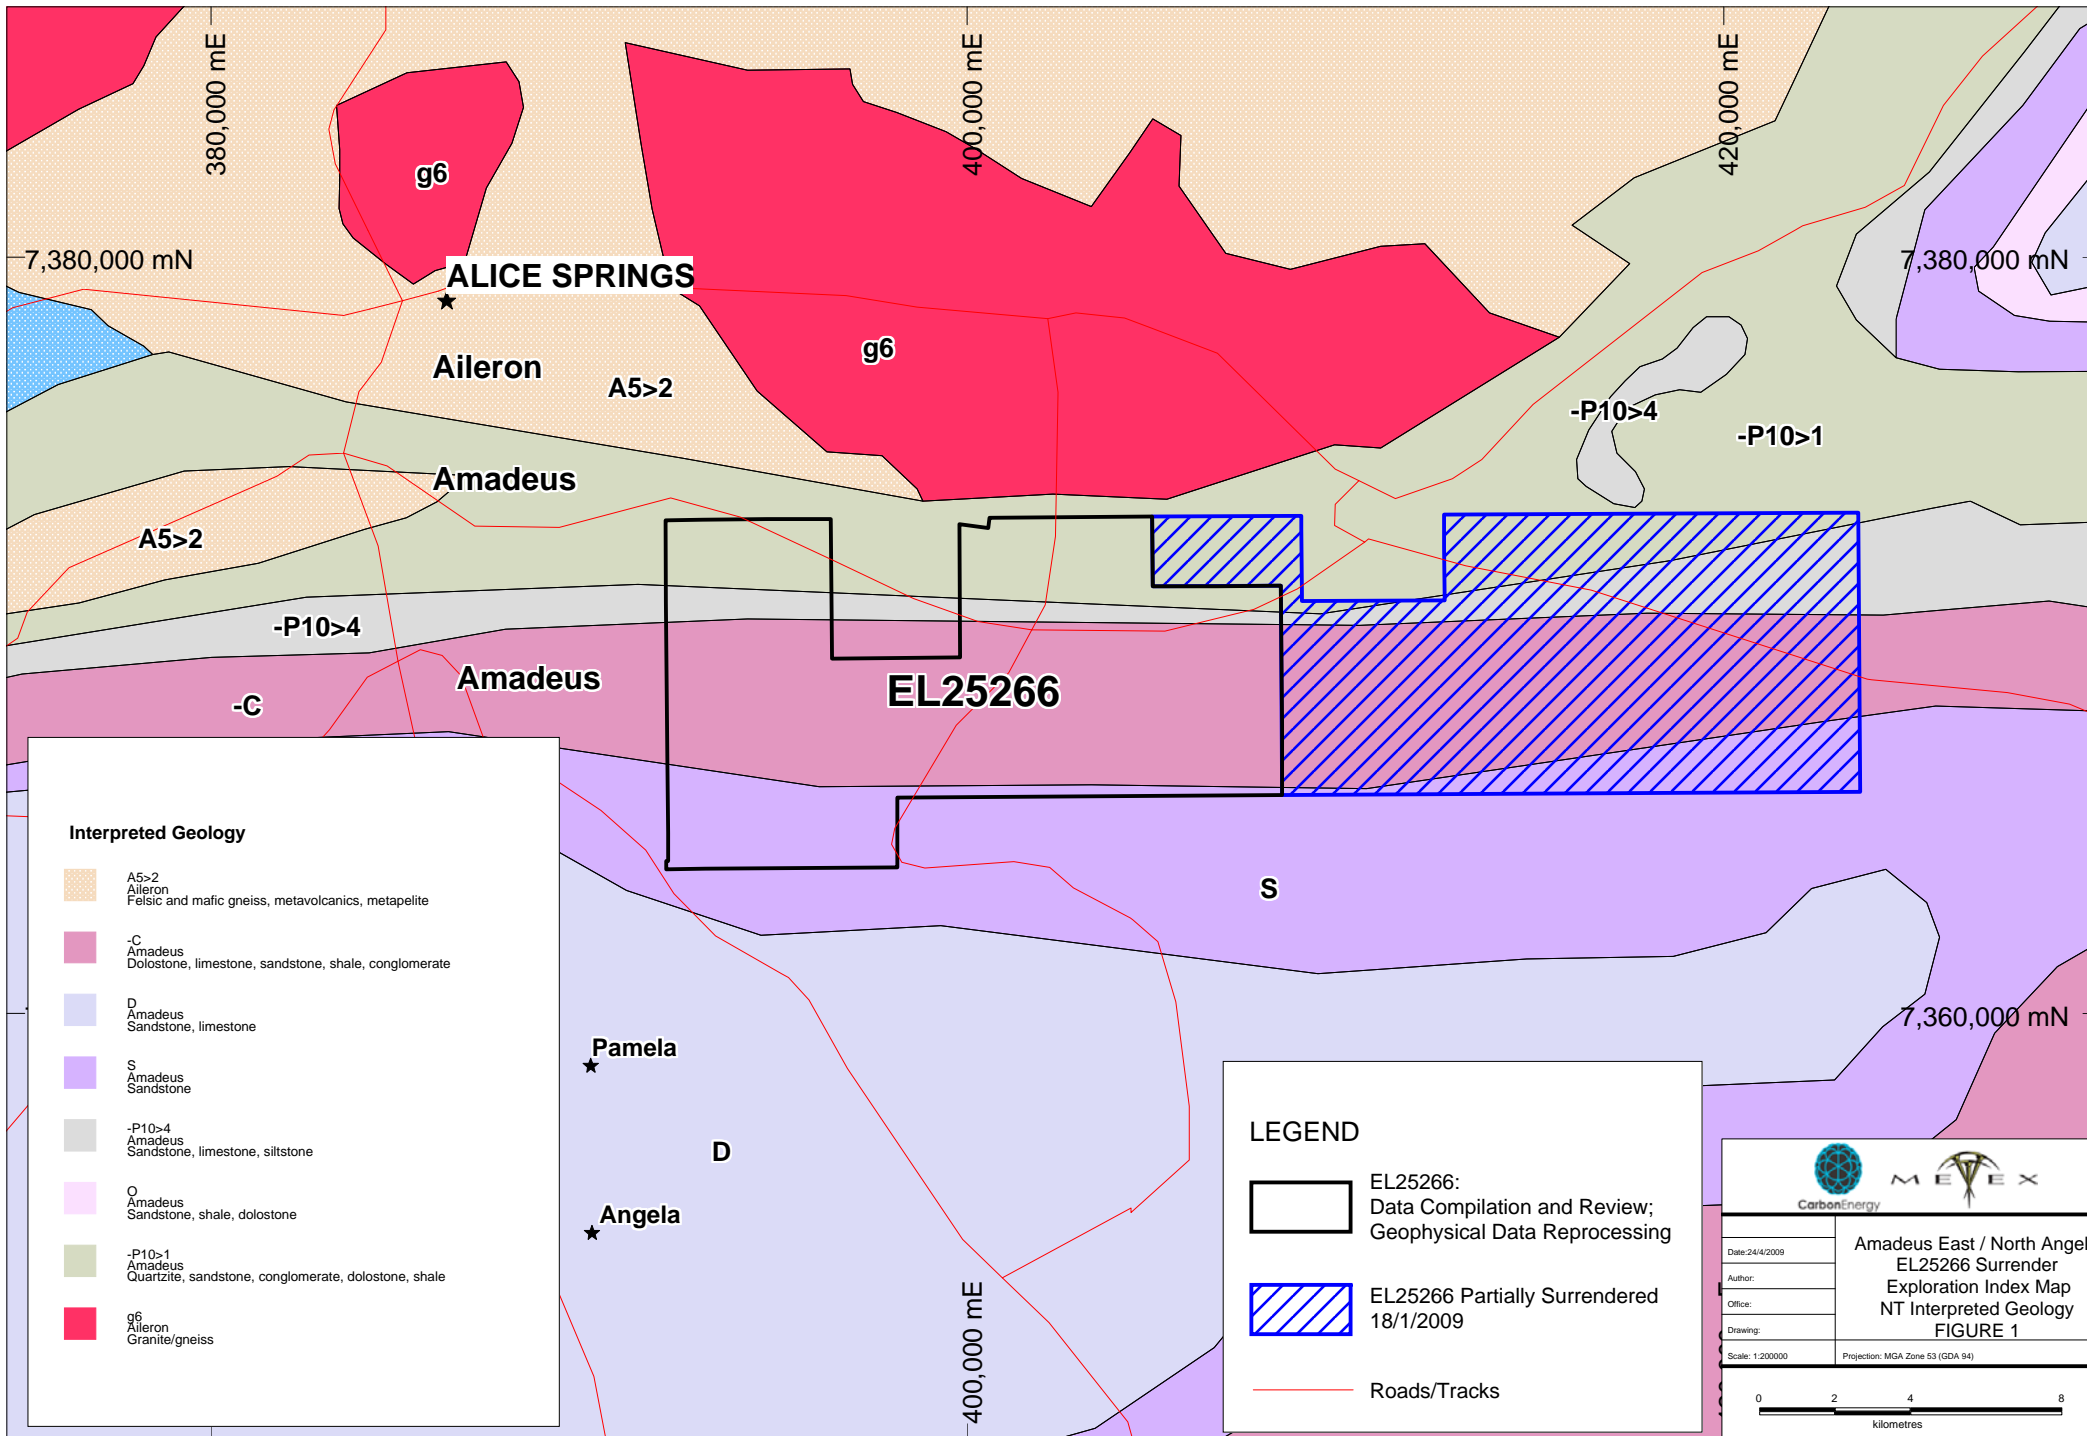 380,000 mE
400,000 mE
420,000 mE
g6
7,380,000 mN
7,380,000 mN
ALICE SPRINGS
g6
Aileron
A5>2
-P10>4
-P10>1
Amadeus
A5>2
-P10>4
Amadeus
EL25266
-C
S
Interpreted Geology
A5>2
Aileron
Felsic and mafic gneiss, metavolcanics, metapelite
-C
Amadeus
Dolostone, limestone, sandstone, shale, conglomerate
D
Amadeus
Sandstone, limestone
S
Amadeus
Sandstone
-P10>4
Amadeus
Sandstone, limestone, siltstone
O
Amadeus
Sandstone, shale, dolostone
-P10>1
Amadeus
Quartzite, sandstone, conglomerate, dolostone, shale
g6
Aileron
Granite/gneiss
7,360,000 mN
Pamela
D
Angela
400,000 mE
LEGEND
EL25266:
Data Compilation and Review;
Geophysical Data Reprocessing
EL25266 Partially Surrendered
18/1/2009
Roads/Tracks
CarbonEnergy
METEX
Date:24/4/2009
Author:
Office:
Drawing:
Scale: 1:200000
Amadeus East / North Angel
EL25266 Surrender
Exploration Index Map
NT Interpreted Geology
FIGURE 1
Projection: MGA Zone 53 (GDA 94)
0 2 4 8
kilometres